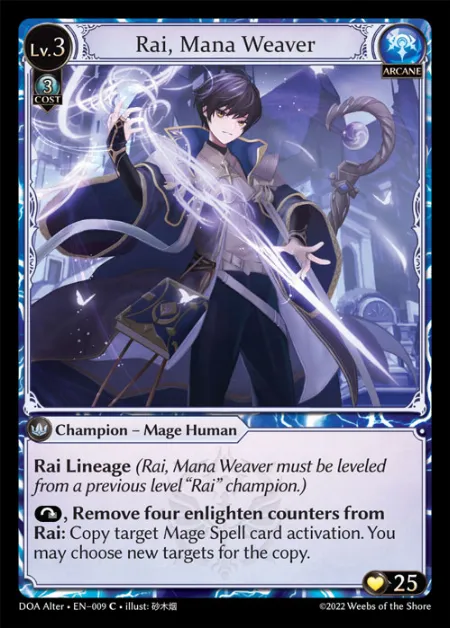 Lv.3
Rai, Mana Weaver
ARCANE
3
COST
Champion – Mage Human
Rai Lineage (Rai, Mana Weaver must be leveled
from a previous level “Rai” champion.)
, Remove four enlighten counters from
Rai: Copy target Mage Spell card activation. You
may choose new targets for the copy.
25
DOA Alter • EN-009 C • illust: 砂木烟
©2022 Weebs of the Shore